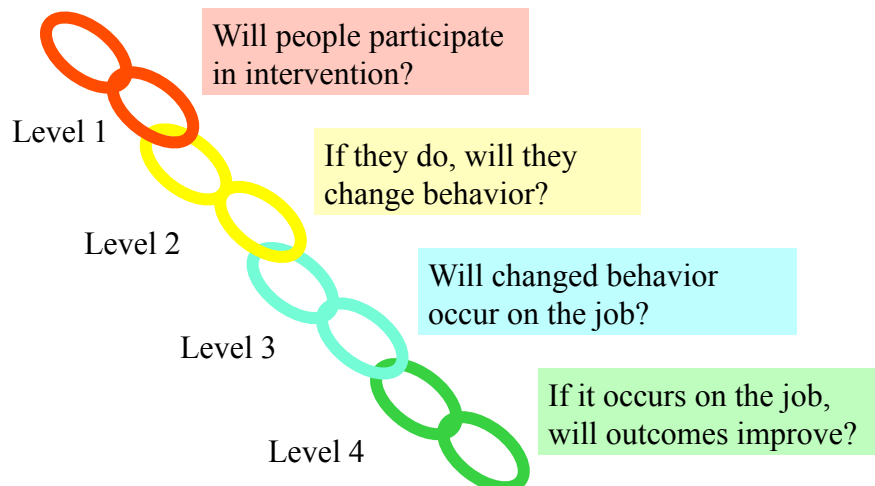 Will people participate
in intervention?
Level 1
If they do, will they
change behavior?
Level 2
Will changed behavior
occur on the job?
Level 3
If it occurs on the job,
will outcomes improve?
Level 4